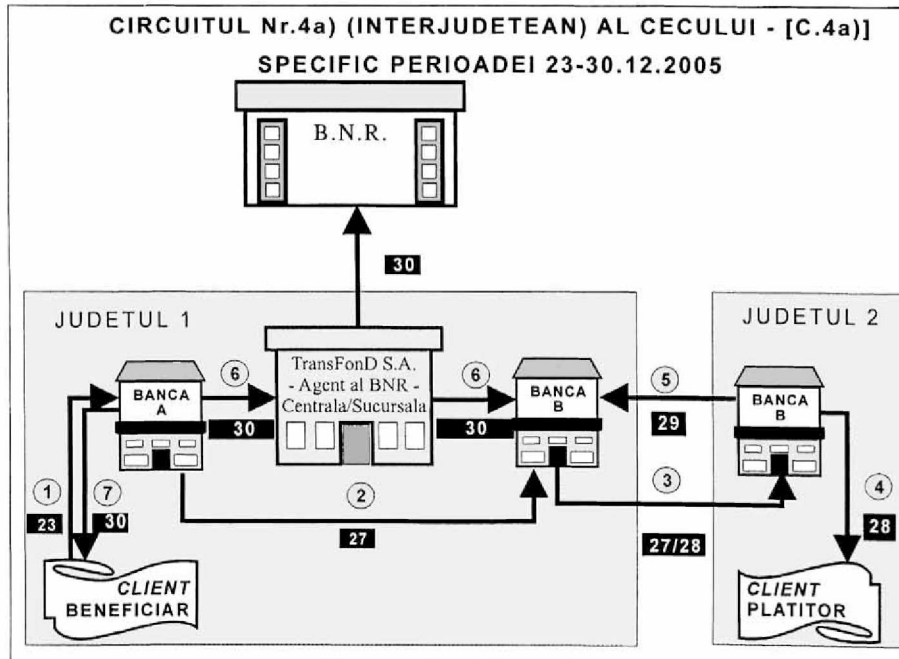 CIRCUITUL Nr.4a) (INTERJUDETEAN) AL CECULUI - [C.4a)]
SPECIFIC PERIOADEI 23-30.12.2005
B.N.R.
30
JUDETUL 1
JUDETUL 2
TransFonD S.A.
- Agent al BNR -
Centrala/Sucursala
BANCA
A
6
30
6
30
BANCA
B
5
29
BANCA
B
1
23
7
30
2
27
3
27/28
4
28
CLIENT
BENEFICIAR
CLIENT
PLATITOR